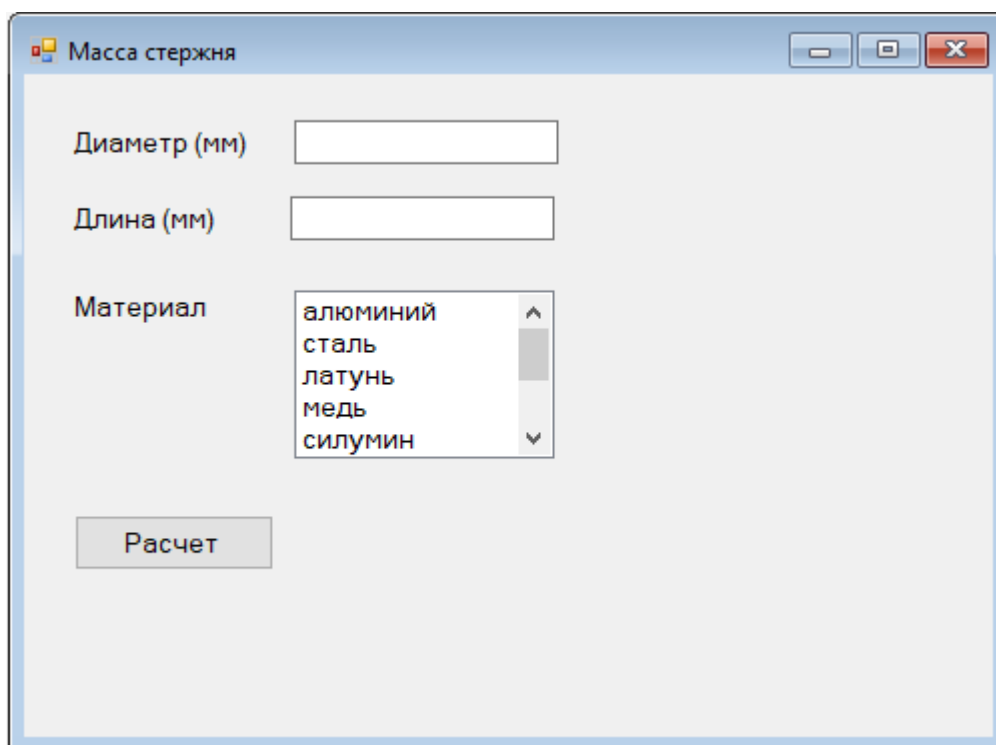 Масса стержня
Диаметр (мм)
Длина (мм)
Материал
алюминий
сталь
латунь
медь
силумин
Расчет